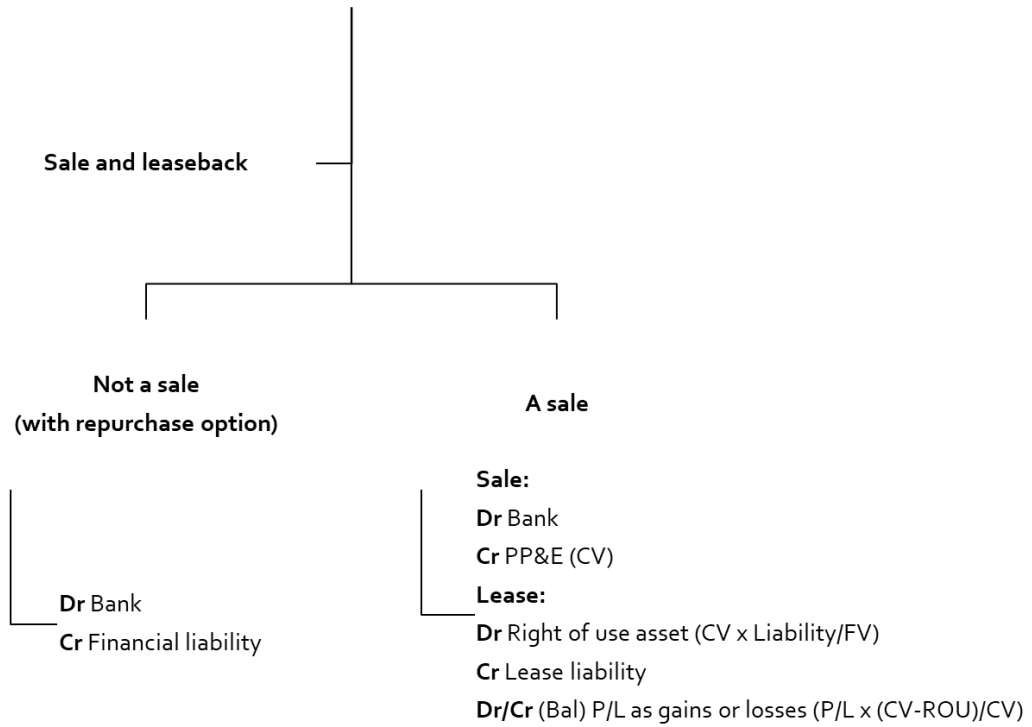 Sale and leaseback
Not a sale
(with repurchase option)
A sale
Dr Bank
Cr Financial liability
Sale:
Dr Bank
Cr PP&E (CV)
Lease:
Dr Right of use asset (CV x Liability/FV)
Cr Lease liability
Dr/Cr (Bal) P/L as gains or losses (P/L x (CV-ROU)/CV)